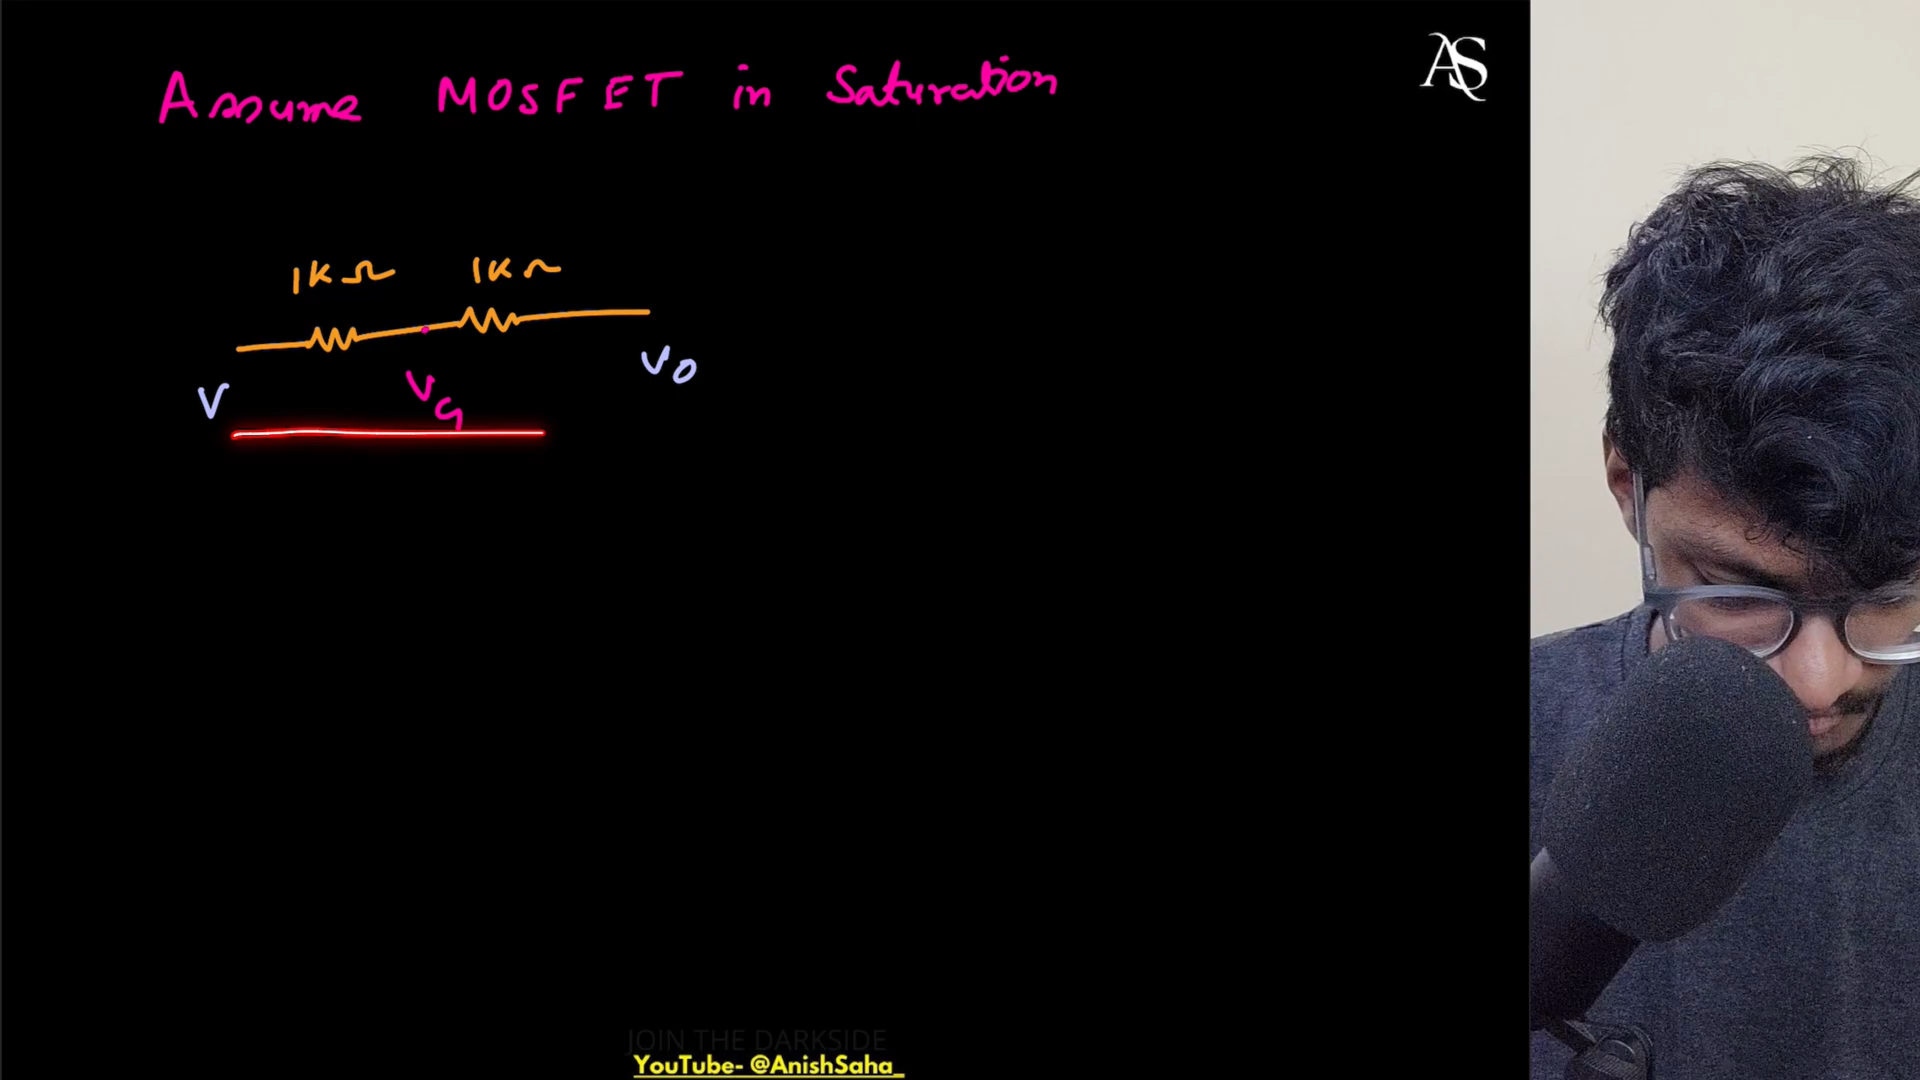 Assume MOSFET in Saturation
AS
1KΩ 1KΩ
V VG VO
JOIN THE DARKSIDE
YouTube- @AnishSaha_